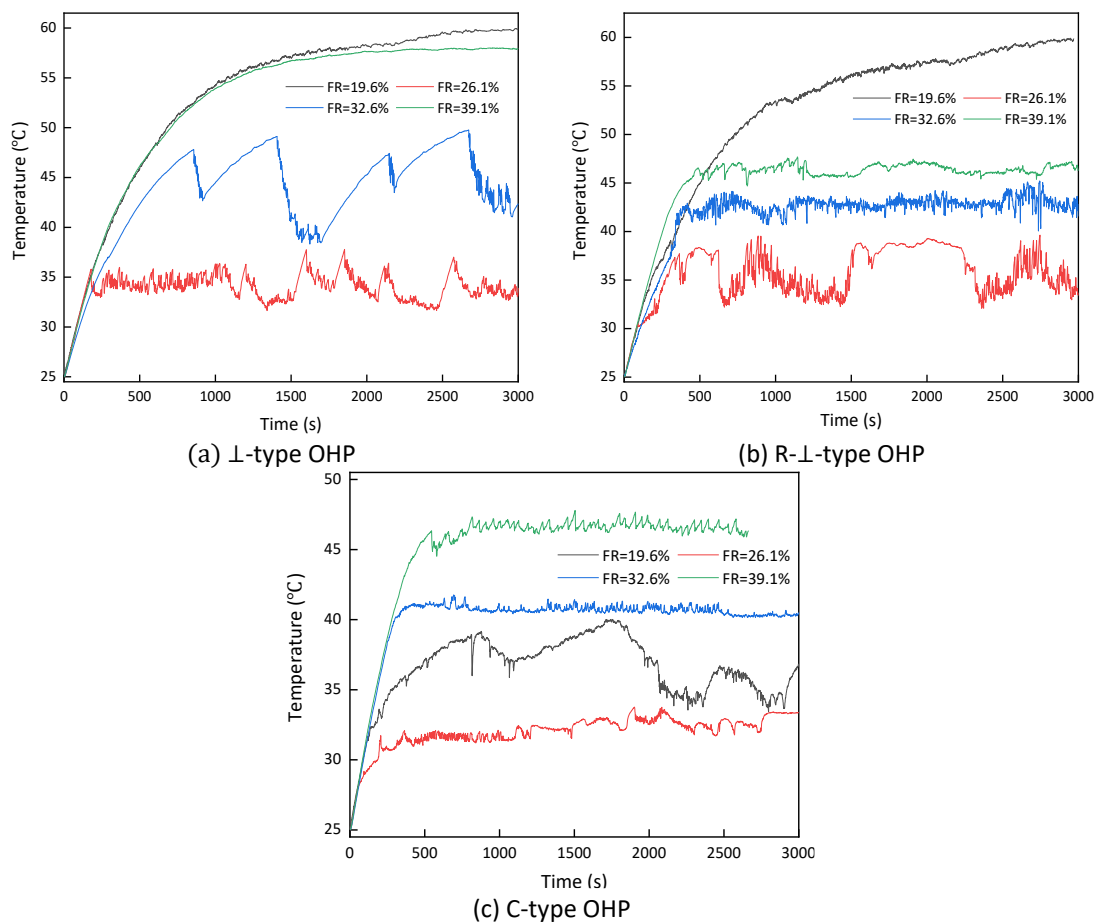 60
55
50
45
40
35
30
25
Temperature (°C)
FR=19.6% FR=26.1%
FR=32.6% FR=39.1%
0 500 1000 1500 2000 2500 3000
Time (s)
(a) ⊥-type OHP
60
55
50
45
40
35
30
25
Temperature (°C)
FR=19.6% FR=26.1%
FR=32.6% FR=39.1%
0 500 1000 1500 2000 2500 3000
Time (s)
(b) R-⊥-type OHP
50
45
40
35
30
25
Temperature (°C)
FR=19.6% FR=26.1%
FR=32.6% FR=39.1%
0 500 1000 1500 2000 2500 3000
Time (s)
(c) C-type OHP